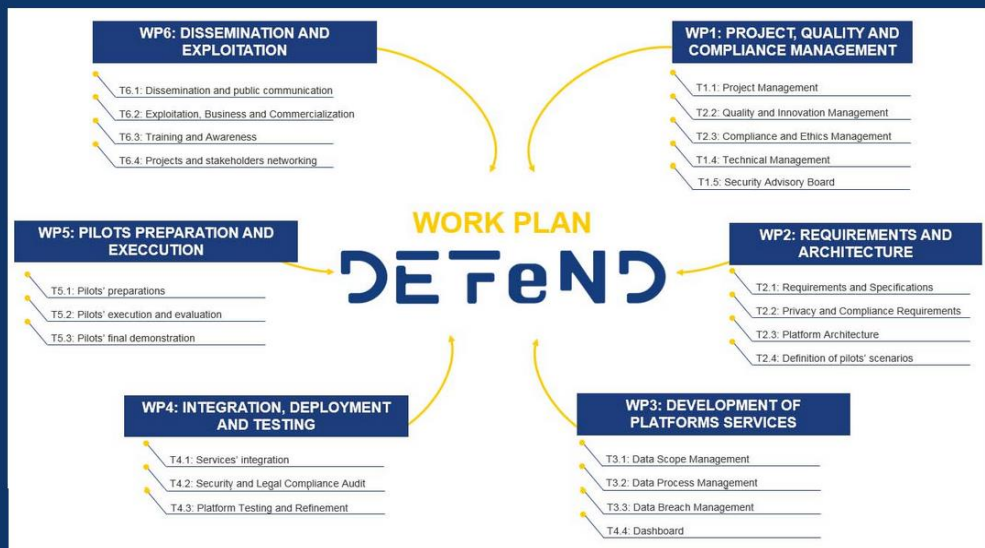 WP6: DISSEMINATION AND
EXPLOITATION
T6.1: Dissemination and public communication
T6.2: Exploitation, Business and Commercialization
T6.3: Training and Awareness
T6.4: Projects and stakeholders networking
WP1: PROJECT, QUALITY AND
COMPLIANCE MANAGEMENT
T1.1: Project Management
T2.2: Quality and Innovation Management
T2.3: Compliance and Ethics Management
T1.4: Technical Management
T1.5: Security Advisory Board
WORK PLAN
DEFeND
WP5: PILOTS PREPARATION AND
EXECCUTION
T5.1: Pilots' preparations
T5.2: Pilots' execution and evaluation
T5.3: Pilots' final demonstration
WP2: REQUIREMENTS AND
ARCHITECTURE
T2.1: Requirements and Specifications
T2.2: Privacy and Compliance Requirements
T2.3: Platform Architecture
T2.4: Definition of pilots' scenarios
WP4: INTEGRATION, DEPLOYMENT
AND TESTING
T4.1: Services' integration
T4.2: Security and Legal Compliance Audit
T4.3: Platform Testing and Refinement
WP3: DEVELOPMENT OF
PLATFORMS SERVICES
T3.1: Data Scope Management
T3.2: Data Process Management
T3.3: Data Breach Management
T4.4: Dashboard